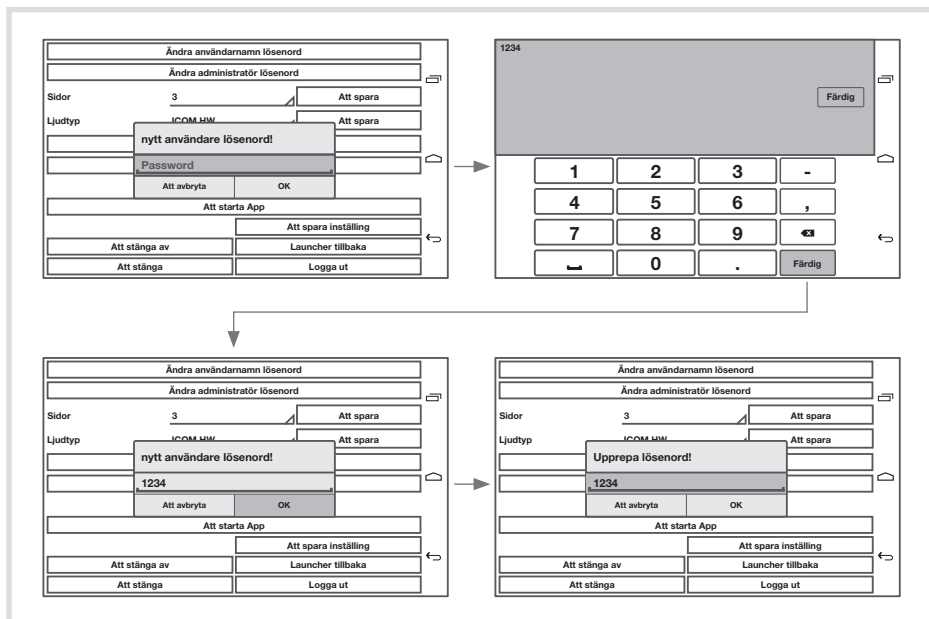 Ändra användarnamn lösenord
Ändra administratör lösenord
Sidor 3 Att spara
Ljudtyp ICOM HW Att spara
nytt användare lösenord!
Password
Att avbryta OK
Att starta App
Att spara inställing
Att stänga av Launcher tillbaka
Att stänga Logga ut
1234
Färdig
1 2 3 -
4 5 6 ,
7 8 9
0 . Färdig
Ändra användarnamn lösenord
Ändra administratör lösenord
Sidor 3 Att spara
Ljudtyp ICOM HW Att spara
nytt användare lösenord!
1234
Att avbryta OK
Att starta App
Att spara inställing
Att stänga av Launcher tillbaka
Att stänga Logga ut
Ändra användarnamn lösenord
Ändra administratör lösenord
Sidor 3 Att spara
Ljudtyp ICOM HW Att spara
Upprepa lösenord!
1234
Att avbryta OK
Att starta App
Att spara inställing
Att stänga av Launcher tillbaka
Att stänga Logga ut